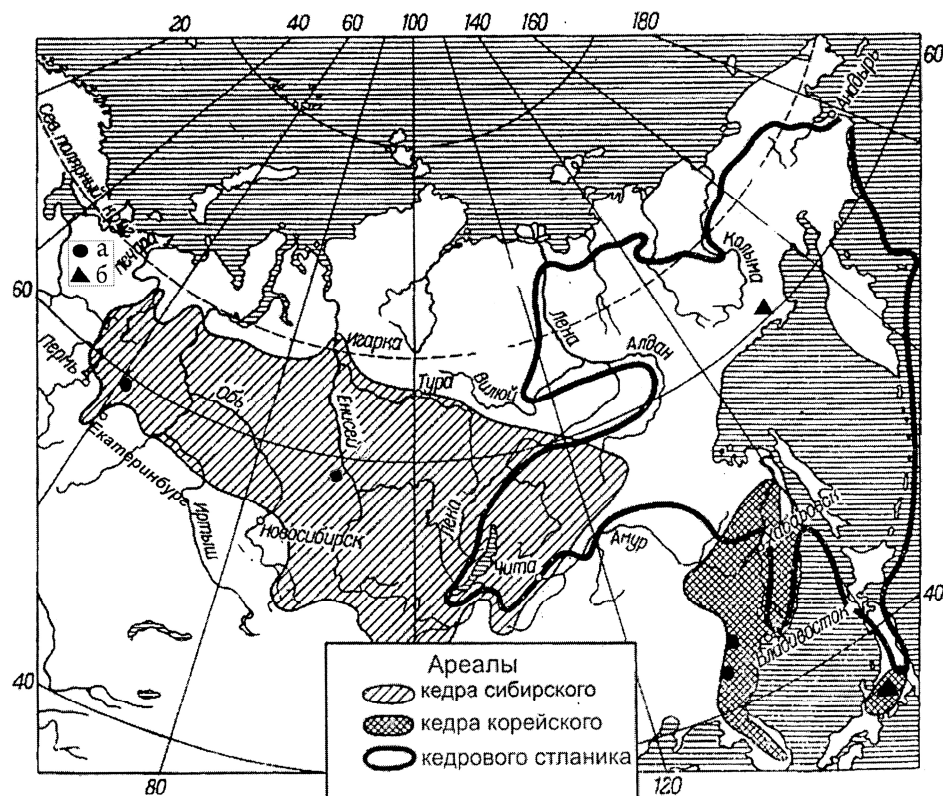 20 40 60 100 140 160 180
60
Анадырь
Сев. полярный круг
а
б
Печора
60
Колыма
Лена
Алдан
Игарка
Тура
Вилюй
Пермь
Обь
Енисей
Екатеринбург
Иртыш
Новосибирск
Лена
Чита
Амур
Хабаровск
Владивосток
40
40
Ареалы
кедра сибирского
кедра корейского
кедрового стланика
80
120